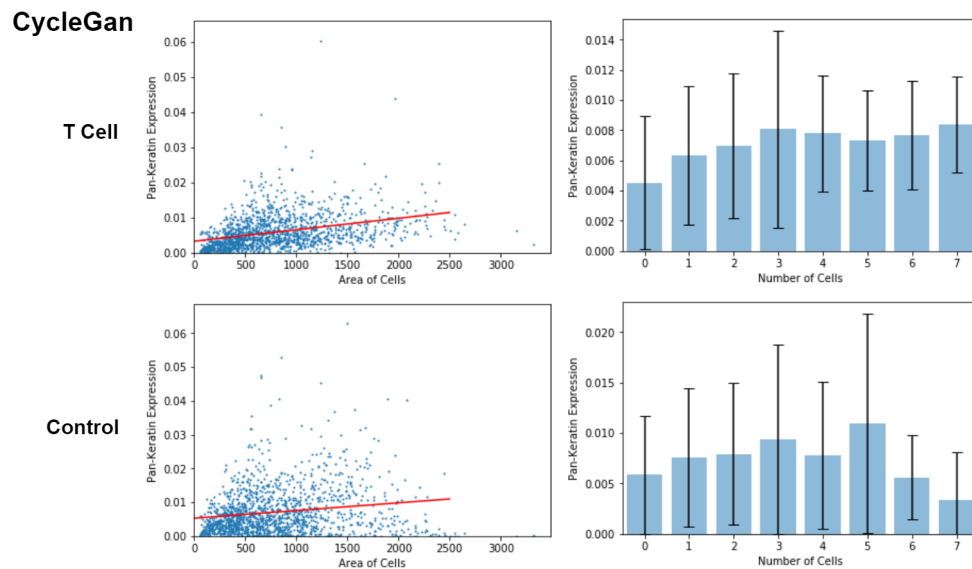 CycleGan
T Cell
Pan-Keratin Expression
0.06
0.05
0.04
0.03
0.02
0.01
0.00
0 500 1000 1500 2000 2500 3000
Area of Cells
Pan-Keratin Expression
0.014
0.012
0.010
0.008
0.006
0.004
0.002
0.000
0 1 2 3 4 5 6 7
Number of Cells
Control
Pan-Keratin Expression
0.06
0.05
0.04
0.03
0.02
0.01
0.00
0 500 1000 1500 2000 2500 3000
Area of Cells
Pan-Keratin Expression
0.020
0.015
0.010
0.005
0.000
0 1 2 3 4 5 6 7
Number of Cells